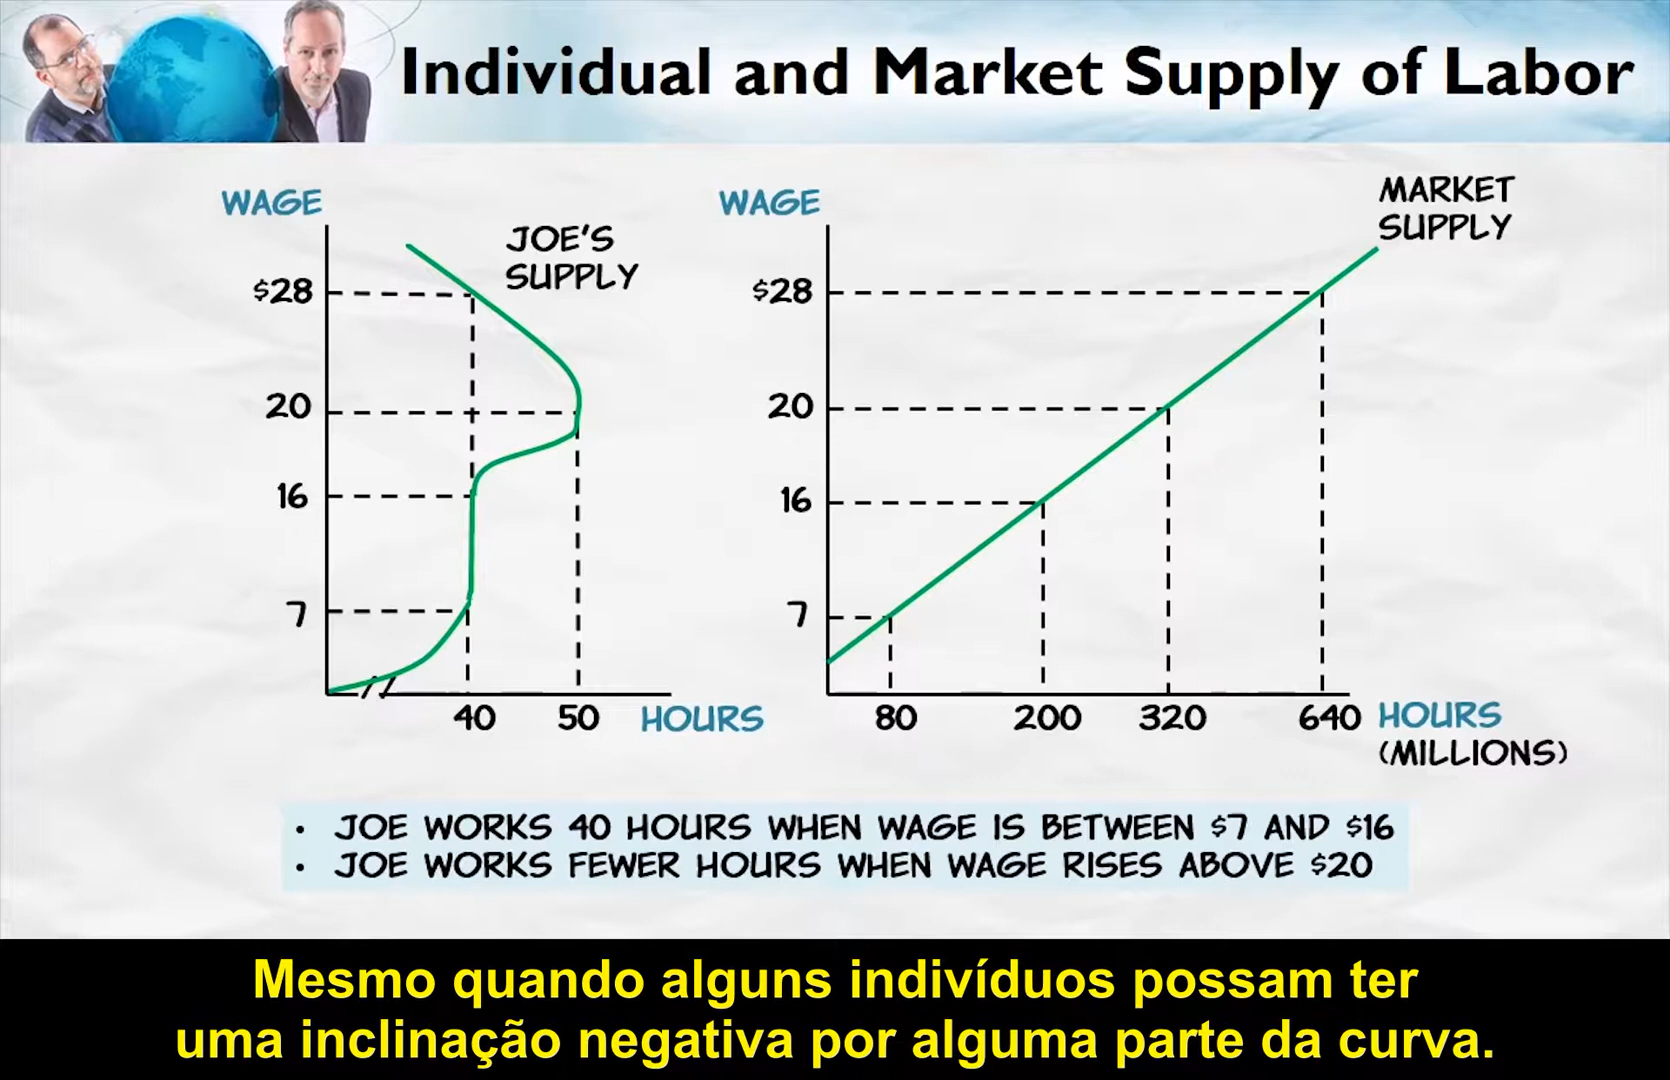 Individual and Market Supply of Labor
WAGE
JOE'S
SUPPLY
$28
20
16
7
40
50
HOURS
WAGE
MARKET
SUPPLY
$28
20
16
7
80
200
320
640
HOURS
(MILLIONS)
• JOE WORKS 40 HOURS WHEN WAGE IS BETWEEN $7 AND $16
• JOE WORKS FEWER HOURS WHEN WAGE RISES ABOVE $20
Mesmo quando alguns indivíduos possam ter
uma inclinação negativa por alguma parte da curva.